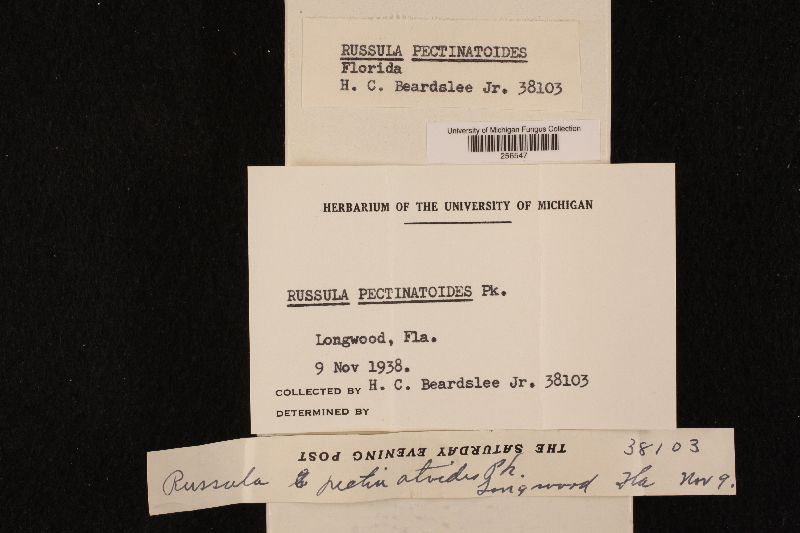 RUSSULA PECTINATOIDES
Florida
H. C. Beardslee Jr. 38103
University of Michigan Fungus Collection
256547
HERBARIUM OF THE UNIVERSITY OF MICHIGAN
RUSSULA PECTINATOIDES Pk.
Longwood, Fla.
9 Nov 1938.
COLLECTED BY H. C. Beardslee Jr. 38103
DETERMINED BY
THE SATURDAY EVENING POST
38103
Russula pectinatoides Pk.
Longwood Fla Nov 9.